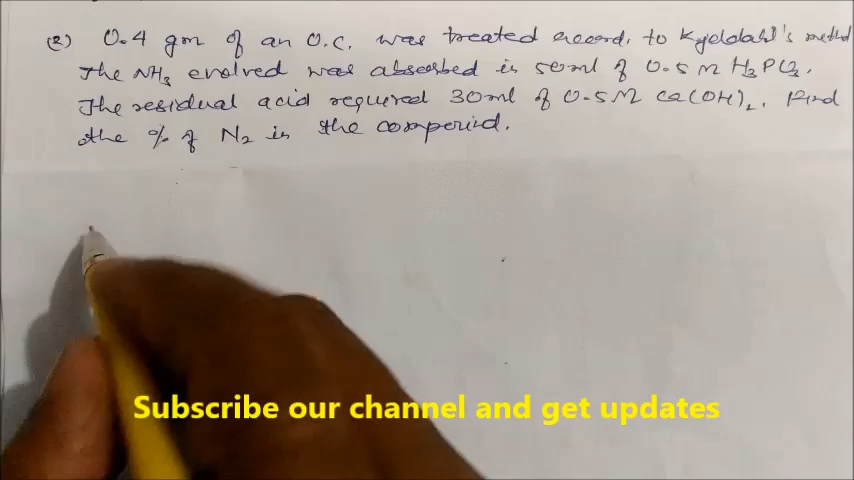 (2) 0.4 gm of an O.C. was treated accord. to Kjeldahl's method
The NH3 evolved was absorbed is 50ml of 0.5 M H3PO3.
The residual acid required 30ml of 0.5M Ca(OH)2. Find
the % of N2 in the compound.
Subscribe our channel and get updates